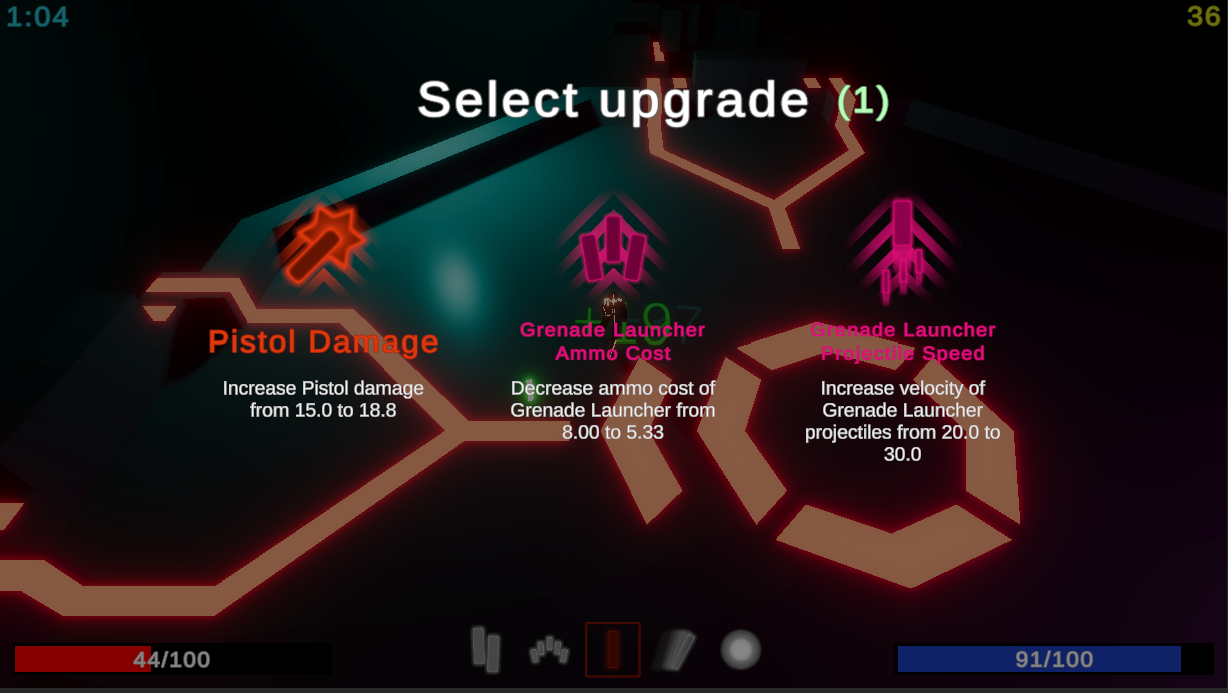 1:04
36
Select upgrade (1)
Pistol Damage
Increase Pistol damage
from 15.0 to 18.8
Grenade Launcher
Ammo Cost
Decrease ammo cost of
Grenade Launcher from
8.00 to 5.33
Grenade Launcher
Projectile Speed
Increase velocity of
Grenade Launcher
projectiles from 20.0 to
30.0
44/100
91/100